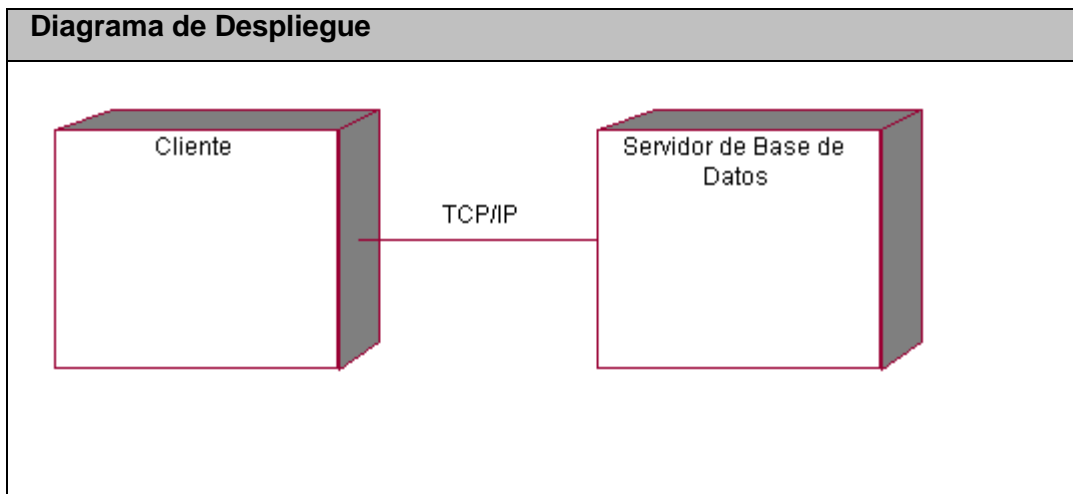 Diagrama de Despliegue
Cliente
TCP/IP
Servidor de Base de
Datos